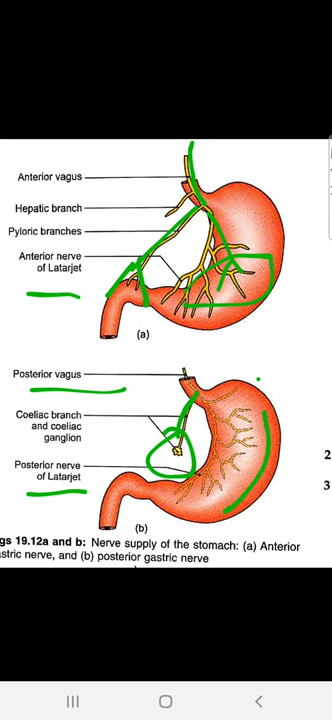 Anterior vagus
Hepatic branch
Pyloric branches
Anterior nerve
of Latarjet
(a)
Posterior vagus
Coeliac branch
and coeliac
ganglion
Posterior nerve
of Latarjet
(b)
2
3
gs 19.12a and b: Nerve supply of the stomach: (a) Anterior
astric nerve, and (b) posterior gastric nerve